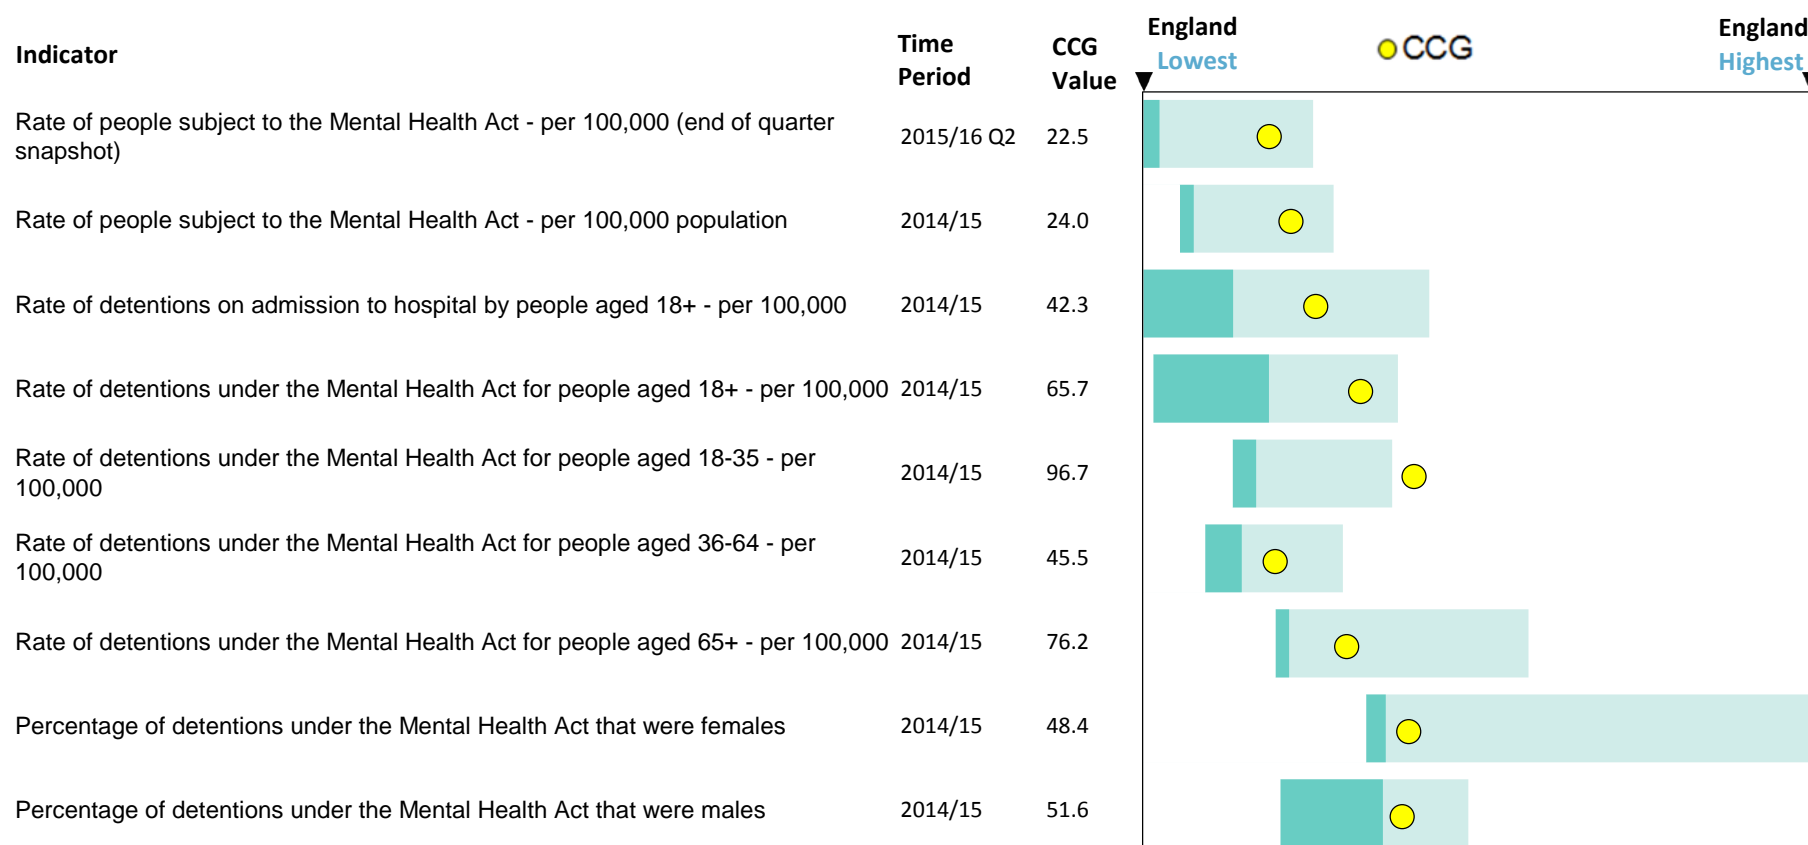 Indicator
Time Period
CCG Value
England Lowest
CCG
England Highest
Rate of people subject to the Mental Health Act - per 100,000 (end of quarter
snapshot)
2015/16 Q2 22.5
Rate of people subject to the Mental Health Act - per 100,000 population 2014/15 24.0
Rate of detentions on admission to hospital by people aged 18+ - per 100,000 2014/15 42.3
Rate of detentions under the Mental Health Act for people aged 18+ - per 100,000 2014/15 65.7
Rate of detentions under the Mental Health Act for people aged 18-35 - per
100,000
2014/15 96.7
Rate of detentions under the Mental Health Act for people aged 36-64 - per
100,000
2014/15 45.5
Rate of detentions under the Mental Health Act for people aged 65+ - per 100,000 2014/15 76.2
Percentage of detentions under the Mental Health Act that were females 2014/15 48.4
Percentage of detentions under the Mental Health Act that were males 2014/15 51.6